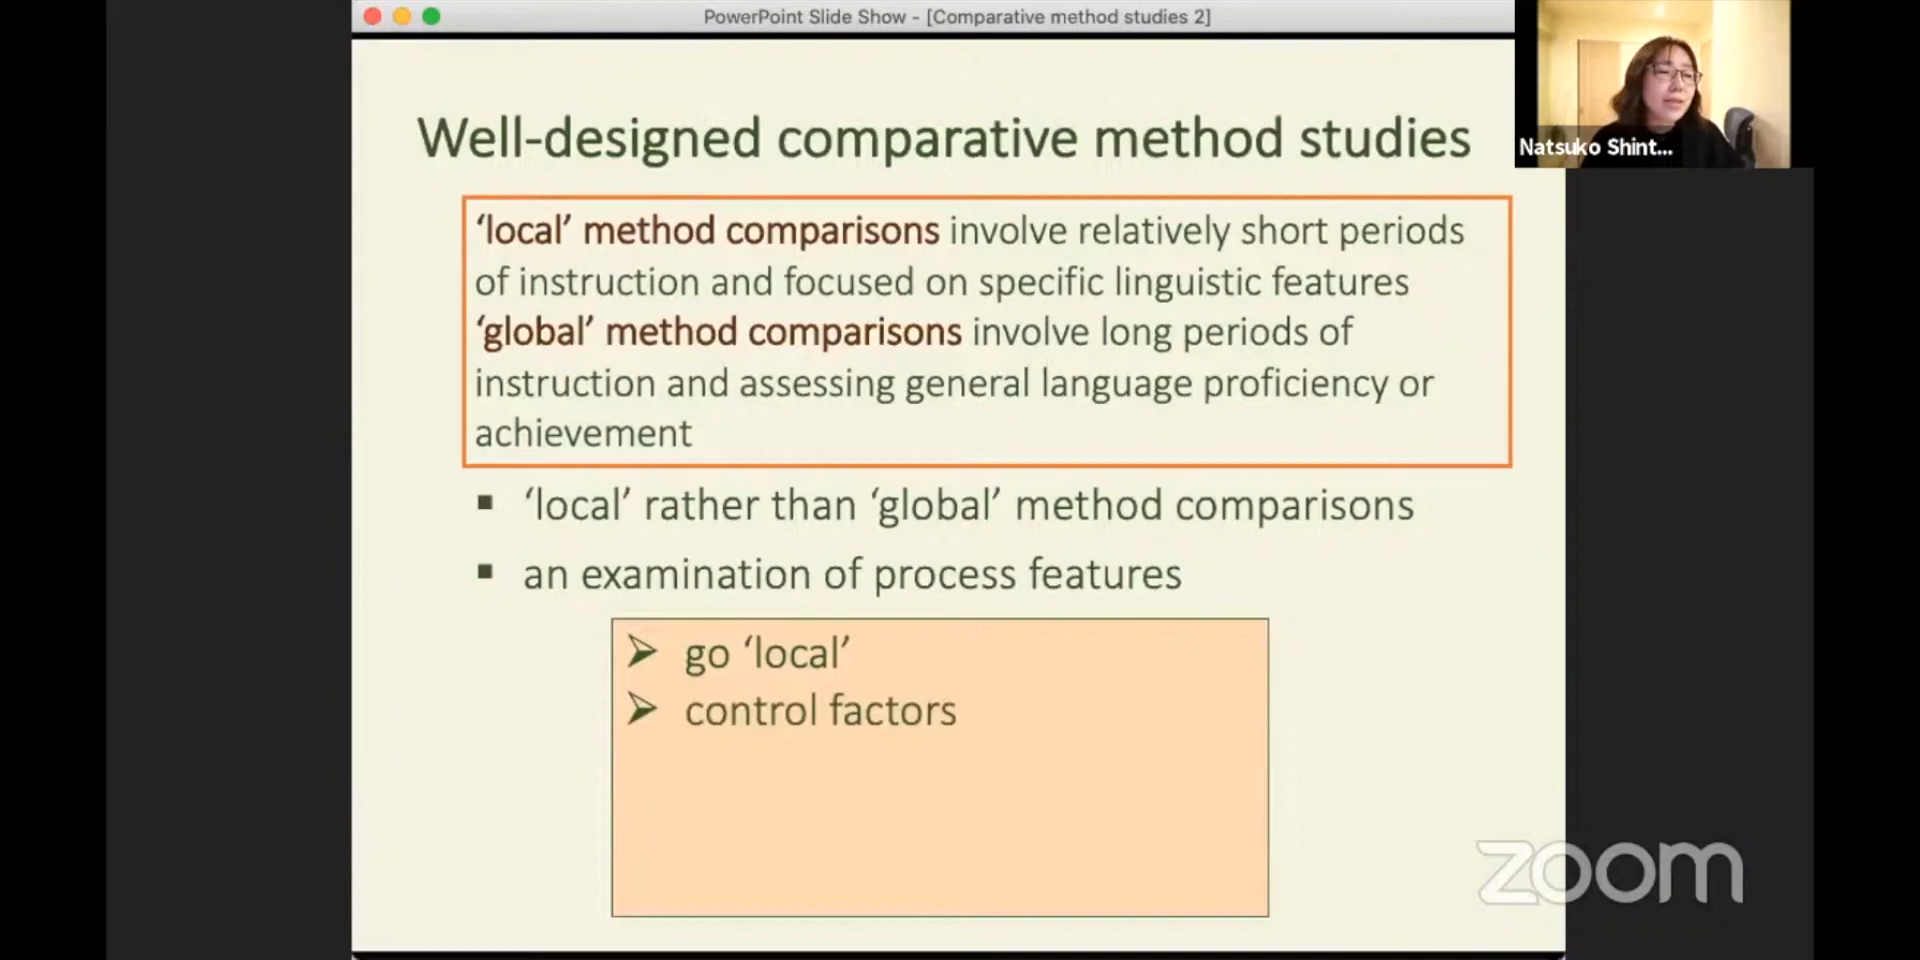 PowerPoint Slide Show - [Comparative method studies 2]
Well-designed comparative method studies
Natsuko Shint...
‘local’ method comparisons involve relatively short periods
of instruction and focused on specific linguistic features
‘global’ method comparisons involve long periods of
instruction and assessing general language proficiency or
achievement
▪ ‘local’ rather than ‘global’ method comparisons
▪ an examination of process features
➢ go ‘local’
➢ control factors
zoom